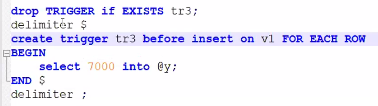 drop TRIGGER if EXISTS tr3;
delimiter $
create trigger tr3 before insert on v1 FOR EACH ROW
BEGIN
    select 7000 into @y;
END $
delimiter ;